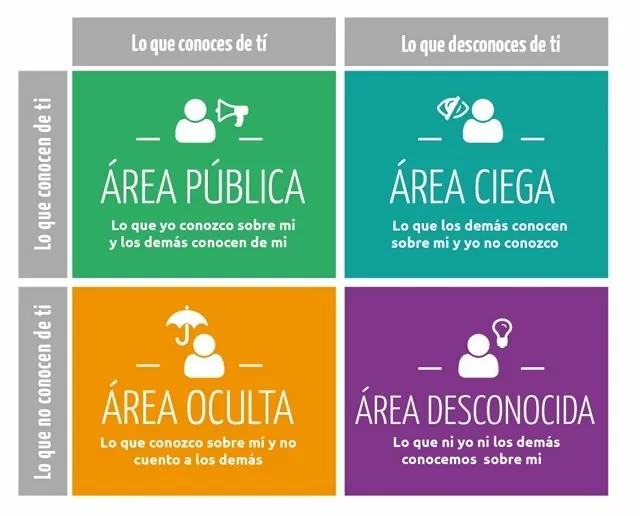 Lo que conoces de tí
Lo que desconoces de ti
Lo que conocen de ti
ÁREA PÚBLICA
Lo que yo conozco sobre mi
y los demás conocen de mi
ÁREA CIEGA
Lo que los demás conocen
sobre mi y yo no conozco
Lo que no conocen de ti
ÁREA OCULTA
Lo que conozco sobre mí y no
cuento a los demás
ÁREA DESCONOCIDA
Lo que ni yo ni los demás
conocemos sobre mi